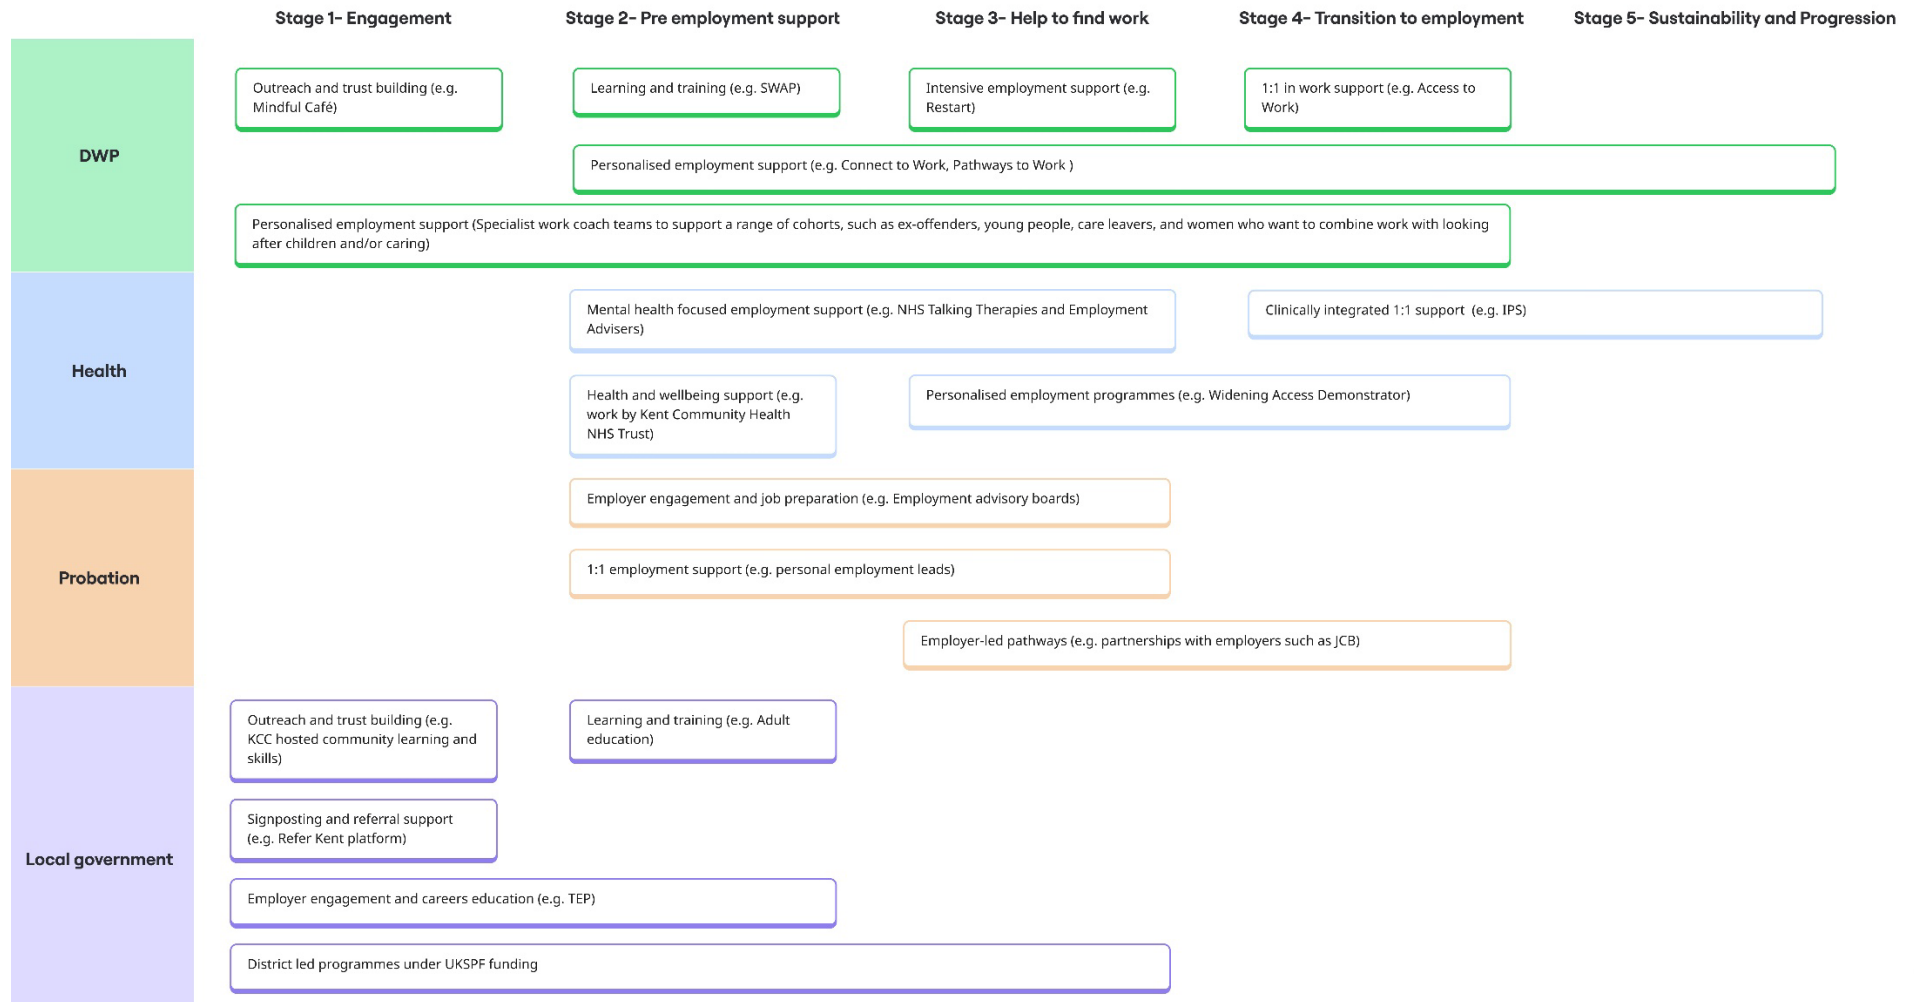 Stage 1- Engagement
Stage 2- Pre employment support
Stage 3- Help to find work
Stage 4- Transition to employment
Stage 5- Sustainability and Progression
DWP
Outreach and trust building (e.g.
Mindful Café)
Learning and training (e.g. SWAP)
Intensive employment support (e.g.
Restart)
1:1 in work support (e.g. Access to
Work)
Personalised employment support (e.g. Connect to Work, Pathways to Work )
Personalised employment support (Specialist work coach teams to support a range of cohorts, such as ex-offenders, young people, care leavers, and women who want to combine work with looking
after children and/or caring)
Health
Mental health focused employment support (e.g. NHS Talking Therapies and Employment
Advisers)
Clinically integrated 1:1 support (e.g. IPS)
Health and wellbeing support (e.g.
work by Kent Community Health
NHS Trust)
Personalised employment programmes (e.g. Widening Access Demonstrator)
Probation
Employer engagement and job preparation (e.g. Employment advisory boards)
1:1 employment support (e.g. personal employment leads)
Employer-led pathways (e.g. partnerships with employers such as JCB)
Local government
Outreach and trust building (e.g.
KCC hosted community learning and
skills)
Learning and training (e.g. Adult
education)
Signposting and referral support
(e.g. Refer Kent platform)
Employer engagement and careers education (e.g. TEP)
District led programmes under UKSPF funding